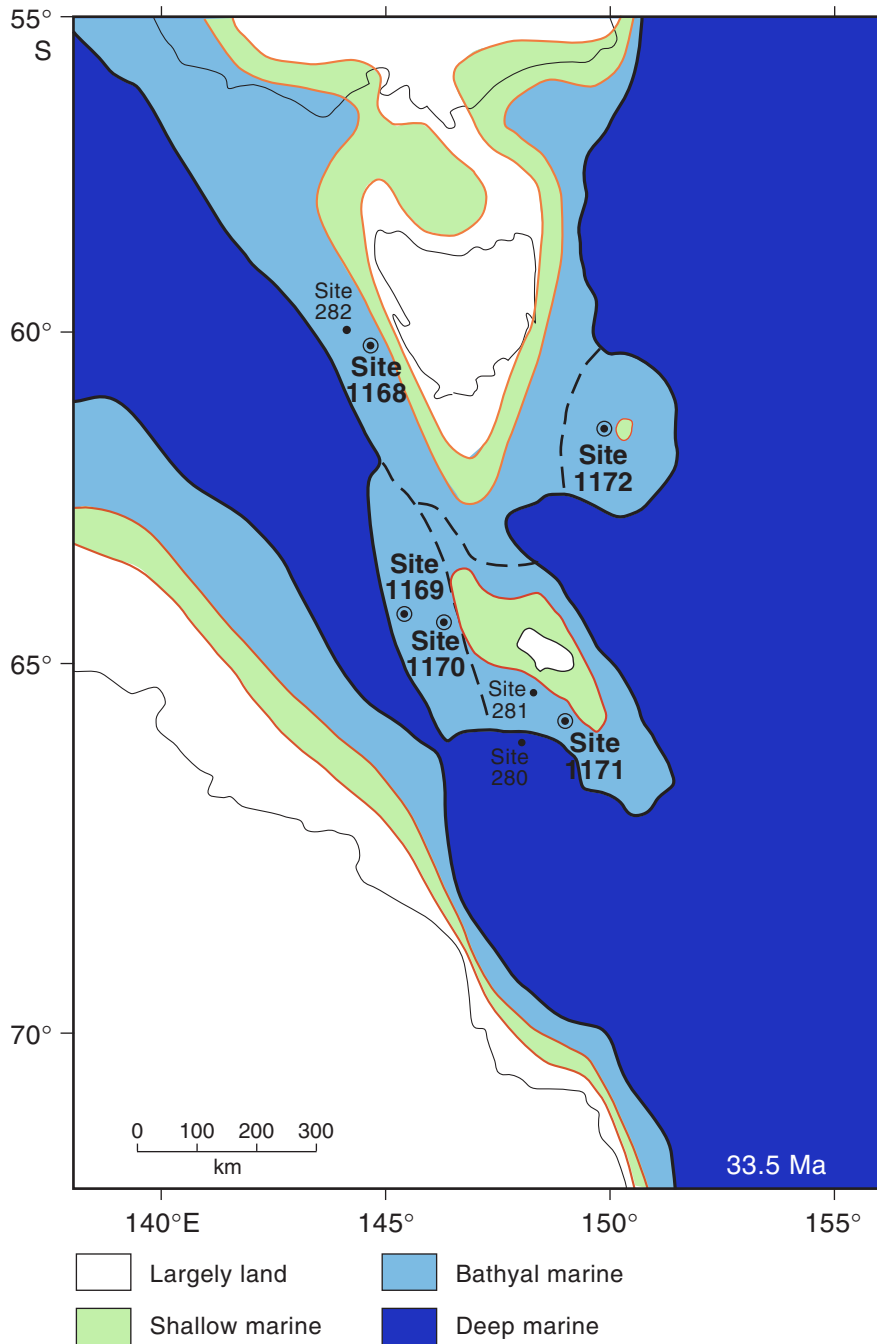 55°
S
Site
282
60°
Site
1168
Site
1172
Site
1169
Site
1170
65°
Site
281
Site
1171
Site
280
70°
0 100 200 300
km
33.5 Ma
140°E 145° 150° 155°
Largely land
Bathyal marine
Shallow marine
Deep marine